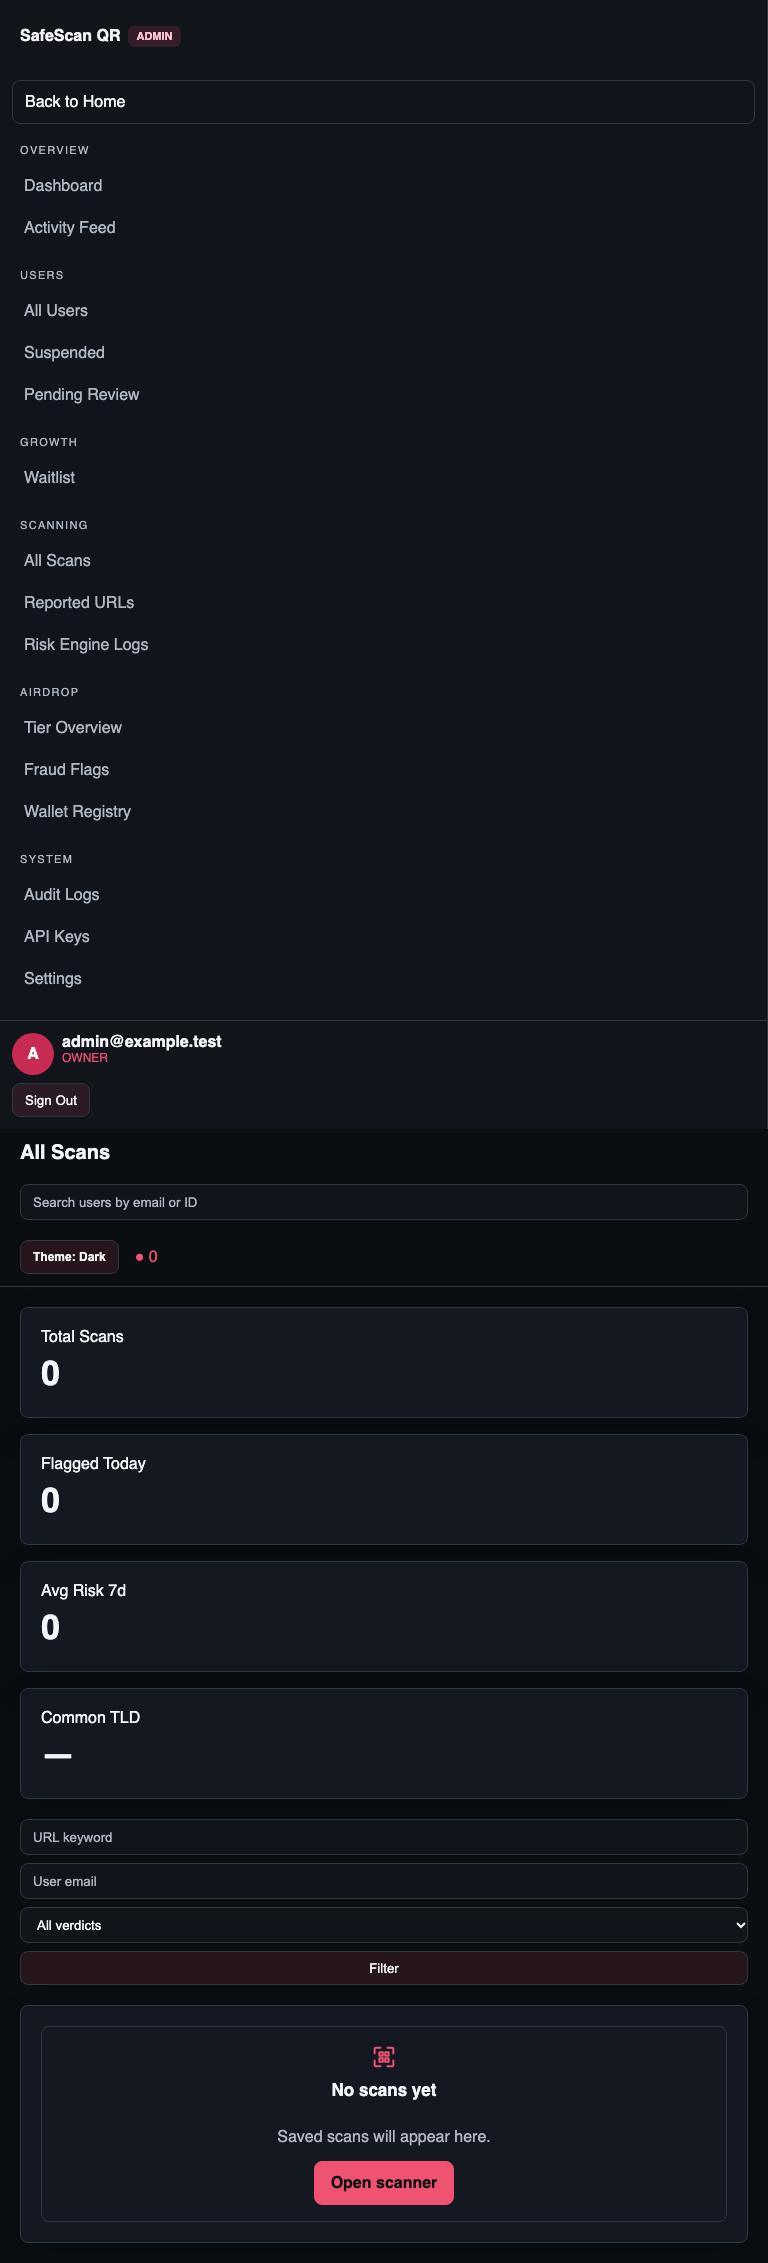 SafeScan QR ADMIN
Back to Home
OVERVIEW
Dashboard
Activity Feed
USERS
All Users
Suspended
Pending Review
GROWTH
Waitlist
SCANNING
All Scans
Reported URLs
Risk Engine Logs
AIRDROP
Tier Overview
Fraud Flags
Wallet Registry
SYSTEM
Audit Logs
API Keys
Settings
A admin@example.test
OWNER
Sign Out
All Scans
Search users by email or ID
Theme: Dark ● 0
Total Scans
0
Flagged Today
0
Avg Risk 7d
0
Common TLD
—
URL keyword
User email
All verdicts
Filter
No scans yet
Saved scans will appear here.
Open scanner